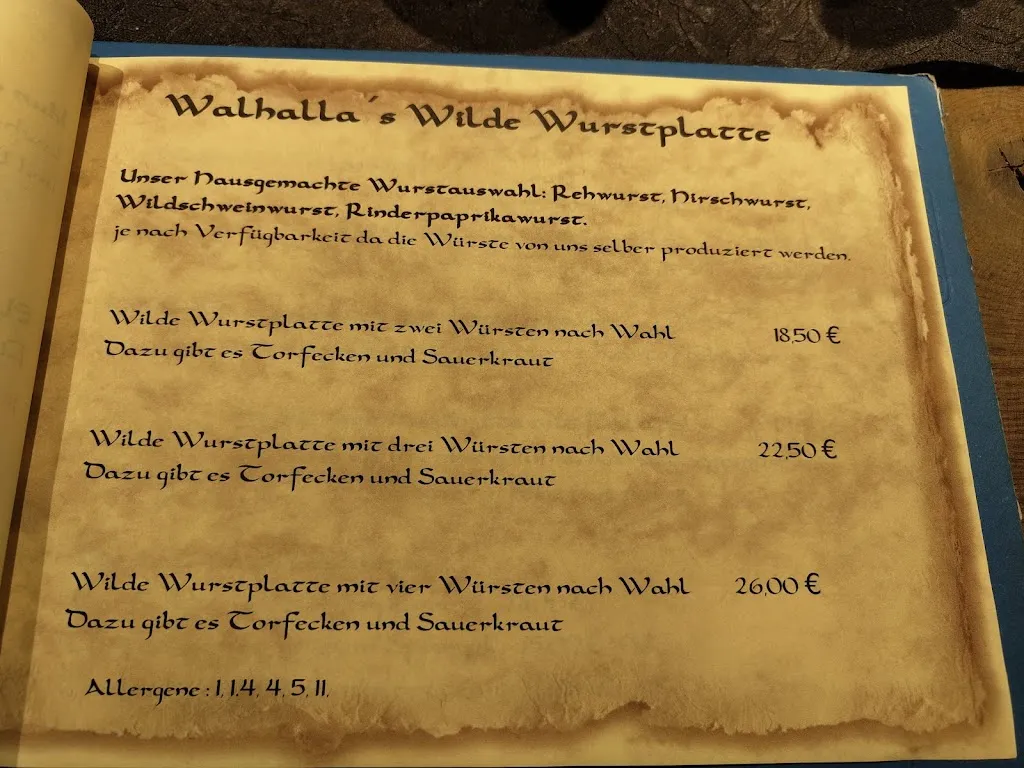 Walhalla´s Wilde Wurstplatte
Unser Hausgemachte Wurstauswahl: Rehwurst, Hirschwurst,
Wildschweinwurst, Rinderpaprikawurst.
je nach Verfügbarkeit da die Würste von uns selber produziert werden.
Wilde Wurstplatte mit zwei Würsten nach Wahl 18,50 €
Dazu gibt es Torfecken und Sauerkraut
Wilde Wurstplatte mit drei Würsten nach Wahl 22,50 €
Dazu gibt es Torfecken und Sauerkraut
Wilde Wurstplatte mit vier Würsten nach Wahl 26,00 €
Dazu gibt es Torfecken und Sauerkraut
Allergene : 1, 1.4, 4, 5, 11,